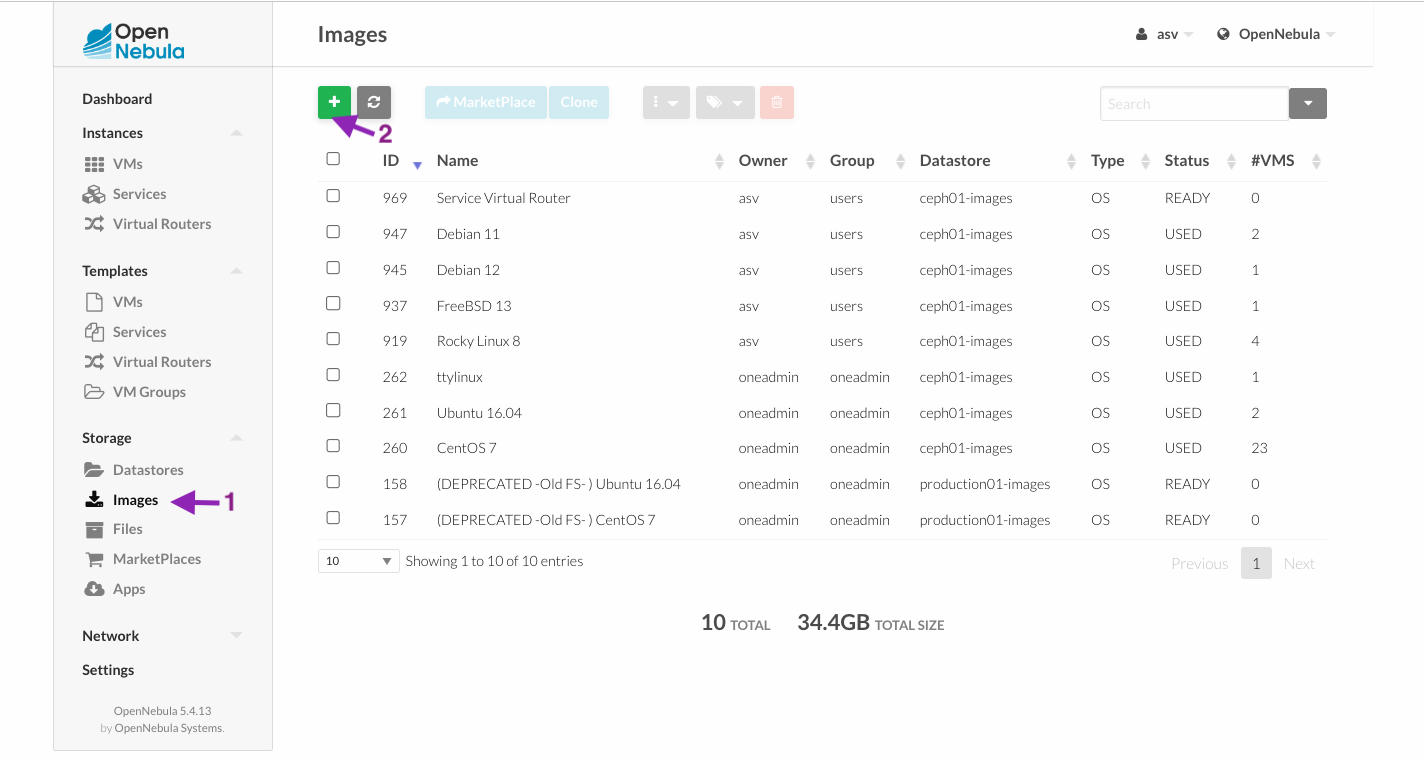 Open
Nebula
Images
asv
OpenNebula
Dashboard
Instances
VMs
Services
Virtual Routers
Templates
VMs
Services
Virtual Routers
VM Groups
Storage
Datastores
Images
1
Files
MarketPlaces
Apps
Network
Settings
OpenNebula 5.4.13
by OpenNebula Systems.
MarketPlace Clone
Search
2
ID Name Owner Group Datastore Type Status #VMS
969 Service Virtual Router asv users ceph01-images OS READY 0
947 Debian 11 asv users ceph01-images OS USED 2
945 Debian 12 asv users ceph01-images OS USED 1
937 FreeBSD 13 asv users ceph01-images OS USED 1
919 Rocky Linux 8 asv users ceph01-images OS USED 4
262 ttylinux oneadmin oneadmin ceph01-images OS USED 1
261 Ubuntu 16.04 oneadmin oneadmin ceph01-images OS USED 2
260 CentOS 7 oneadmin oneadmin ceph01-images OS USED 23
158 (DEPRECATED -Old FS- ) Ubuntu 16.04 oneadmin oneadmin production01-images OS READY 0
157 (DEPRECATED -Old FS- ) CentOS 7 oneadmin oneadmin production01-images OS READY 0
10 Showing 1 to 10 of 10 entries
Previous 1 Next
10 TOTAL 34.4GB TOTAL SIZE